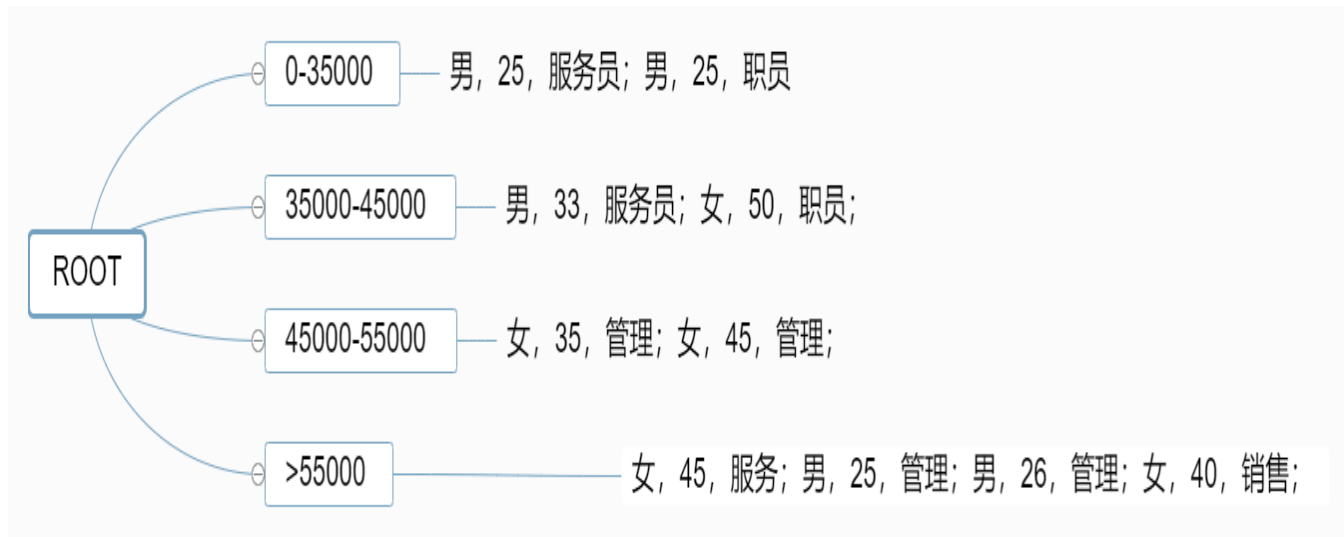 0-35000 男，25，服务员；男，25，职员
35000-45000 男，33，服务员；女，50，职员；
ROOT
45000-55000 女，35，管理；女，45，管理；
>55000 女，45，服务；男，25，管理；男，26，管理；女，40，销售；